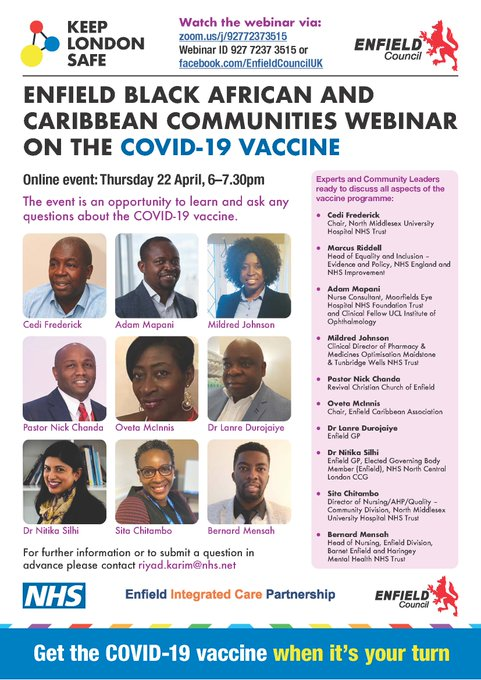 KEEP
LONDON
SAFE
Watch the webinar via:
zoom.us/j/92772373515
Webinar ID 927 7237 3515 or
facebook.com/EnfieldCouncilUK
ENFIELD
Council
ENFIELD BLACK AFRICAN AND
CARIBBEAN COMMUNITIES WEBINAR
ON THE COVID-19 VACCINE
Online event: Thursday 22 April, 6–7.30pm
The event is an opportunity to learn and ask any
questions about the COVID-19 vaccine.
Cedi Frederick
Adam Mapani
Mildred Johnson
Pastor Nick Chanda
Oveta McInnis
Dr Lanre Durojaiye
Dr Nitika Silhi
Sita Chitambo
Bernard Mensah
For further information or to submit a question in
advance please contact riyad.karim@nhs.net
Experts and Community Leaders
ready to discuss all aspects of the
vaccine programme:
● Cedi Frederick
Chair, North Middlesex University
Hospital NHS Trust
● Marcus Riddell
Head of Equality and Inclusion –
Evidence and Policy, NHS England and
NHS Improvement
● Adam Mapani
Nurse Consultant, Moorfields Eye
Hospital NHS Foundation Trust
and Clinical Fellow UCL Institute of
Ophthalmology
● Mildred Johnson
Clinical Director of Pharmacy &
Medicines Optimisation Maidstone
& Tunbridge Wells NHS Trust
● Pastor Nick Chanda
Revival Christian Church of Enfield
● Oveta McInnis
Chair, Enfield Caribbean Association
● Dr Lanre Durojaiye
Enfield GP
● Dr Nitika Silhi
Enfield GP, Elected Governing Body
Member (Enfield), NHS North Central
London CCG
● Sita Chitambo
Director of Nursing/AHP/Quality –
Community Division, North Middlesex
University Hospital NHS Trust
● Bernard Mensah
Head of Nursing, Enfield Division,
Barnet Enfield and Haringey
Mental Health NHS Trust
NHS
Enfield Integrated Care Partnership
ENFIELD
Council
Get the COVID-19 vaccine when it's your turn